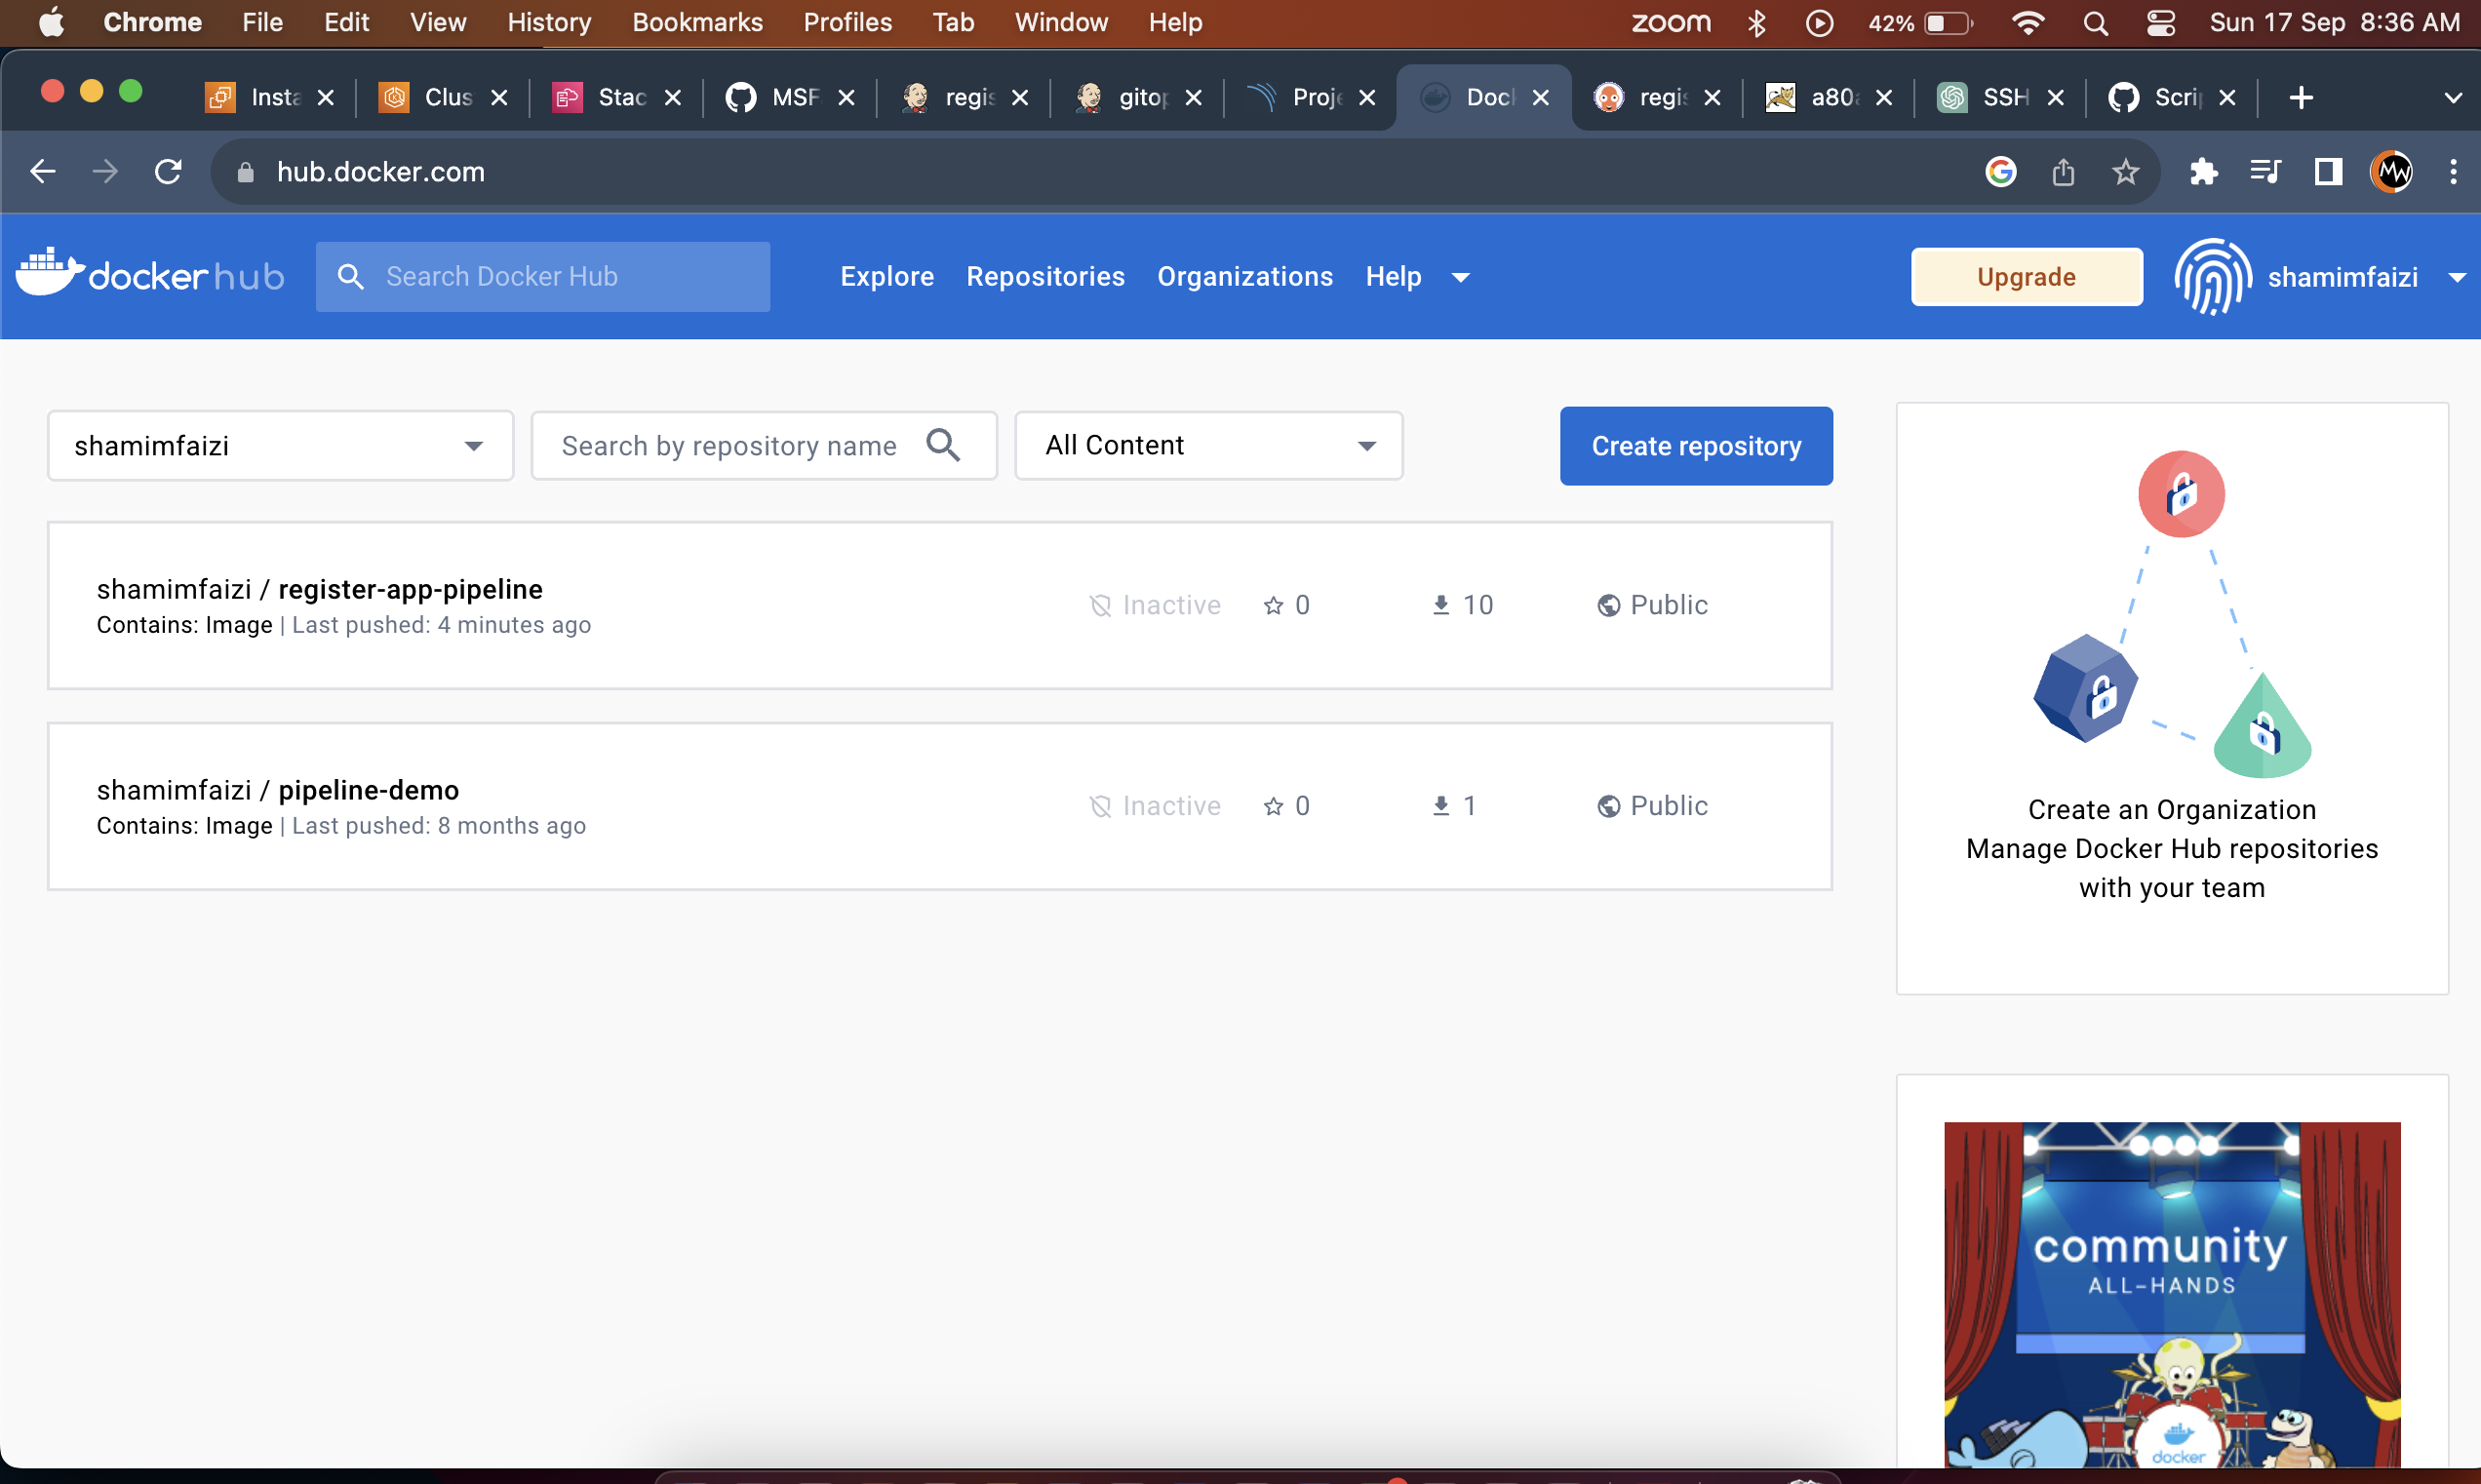 Chrome File Edit View History Bookmarks Profiles Tab Window Help zoom 42% Sun 17 Sep 8:36 AM
Insta Clus Stac MSF regis gitop Proje Doc regis a80 SSH Scrip
hub.docker.com
docker hub Search Docker Hub Explore Repositories Organizations Help Upgrade shamimfaizi
shamimfaizi Search by repository name All Content Create repository
shamimfaizi / register-app-pipeline
Contains: Image | Last pushed: 4 minutes ago
Inactive 0 10 Public
shamimfaizi / pipeline-demo
Contains: Image | Last pushed: 8 months ago
Inactive 0 1 Public
Create an Organization
Manage Docker Hub repositories
with your team
community
ALL-HANDS
docker